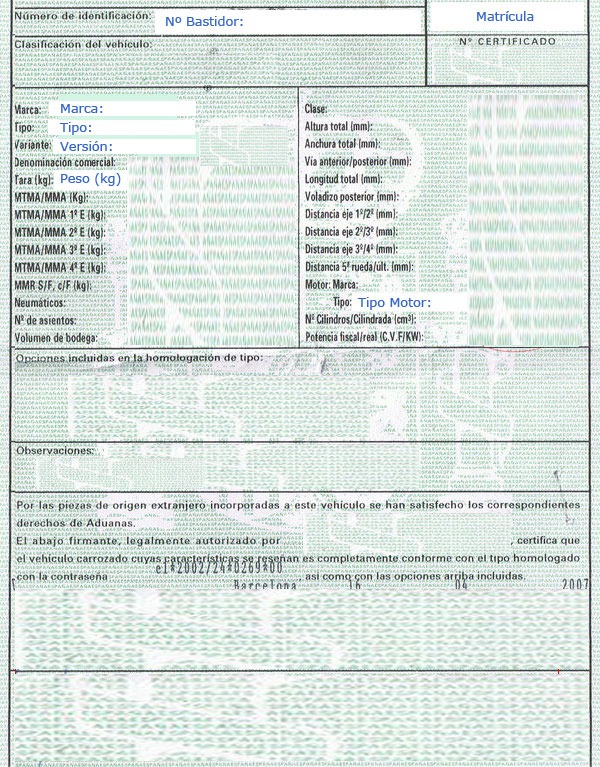 Número de identificación: Nº Bastidor:
Matrícula
Clasificación del vehículo:
Nº CERTIFICADO
Marca: Marca:
Tipo: Tipo:
Variante: Versión:
Denominación comercial:
Tara (kg): Peso (kg)
MTMA/MMA (Kg):
MTMA/MMA 1º E (kg):
MTMA/MMA 2º E (kg):
MTMA/MMA 3º E (kg):
MTMA/MMA 4º E (kg):
MMR S/F, c/F (kg):
Neumáticos:
Nº de asientos:
Volumen de bodega:
Clase:
Altura total (mm):
Anchura total (mm):
Vía anterior/posterior (mm):
Longitud total (mm):
Voladizo posterior (mm):
Distancia eje 1º/2º (mm):
Distancia eje 2º/3º (mm):
Distancia eje 3º/4º (mm):
Distancia 5ª rueda/últ. (mm):
Motor: Marca:
Tipo: Tipo Motor:
Nº Cilindros/Cilindrada (cm³):
Potencia fiscal/real (C.V.F/KW):
Opciones incluidas en la homologación de tipo:
Observaciones:
Por las piezas de origen extranjero incorporadas a este vehículo se han satisfecho los correspondientes
derechos de Aduanas.
El abajo firmante, legalmente autorizado por , certifica que
el vehículo carrozado cuyas características se reseñan es completamente conforme con el tipo homologado
con la contraseña e1*2002/24*0269*00 así como con las opciones arriba incluidas.
Barcelona 16 04 2007